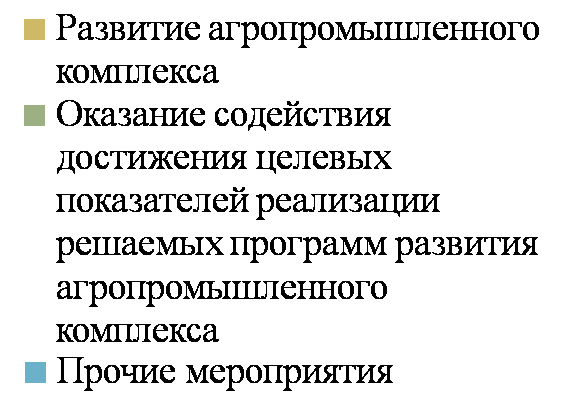 Развитие агропромышленного
комплекса
Оказание содействия
достижения целевых
показателей реализации
решаемых программ развития
агропромышленного
комплекса
Прочие мероприятия